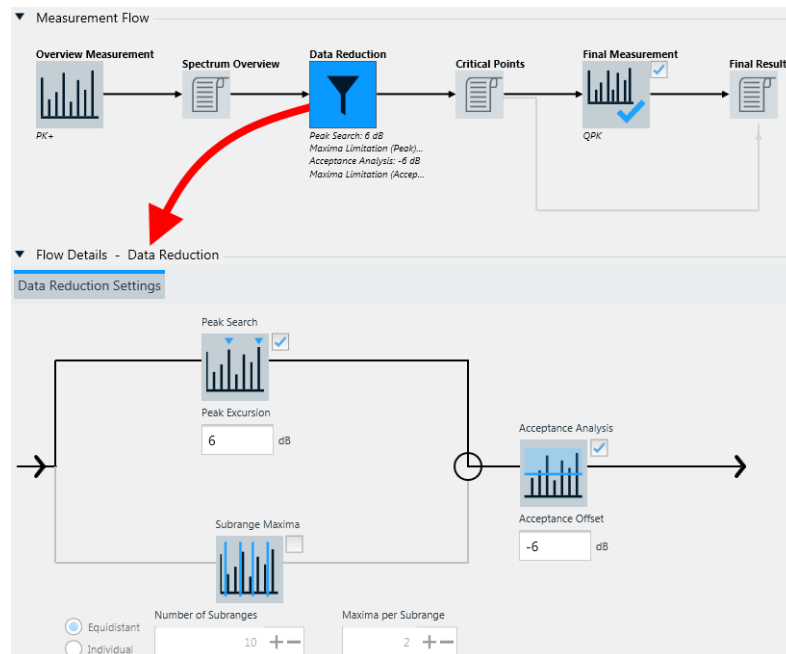 Measurement Flow
Overview Measurement
Spectrum Overview
Data Reduction
Critical Points
Final Measurement
Final Result
PK+
Peak Search: 6 dB
Maxima Limitation (Peak)...
Acceptance Analysis: -6 dB
Maxima Limitation (Accep...
QPK
Flow Details - Data Reduction
Data Reduction Settings
Peak Search
Peak Excursion
6 dB
Acceptance Analysis
Acceptance Offset
-6 dB
Subrange Maxima
Equidistant
Individual
Number of Subranges
10
Maxima per Subrange
2